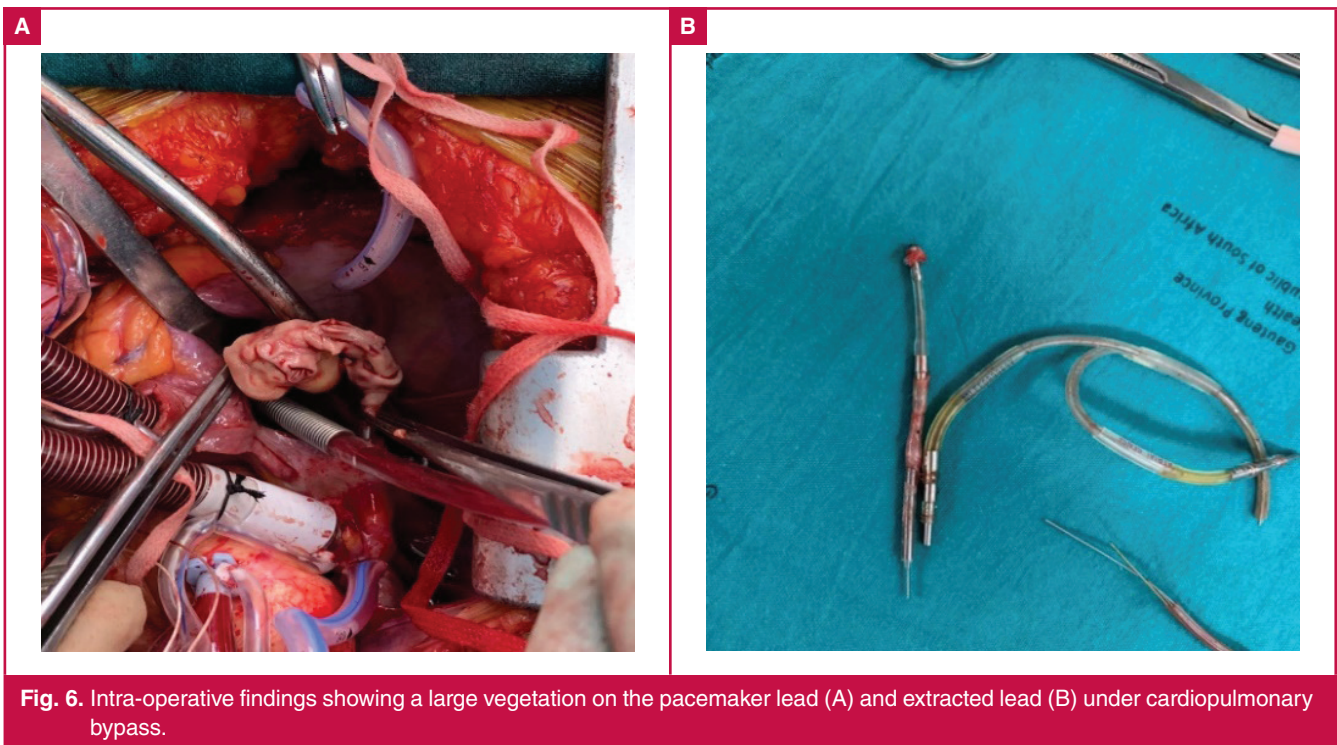 A
B
Africa
public of South
Gauteng Province
ealth
Fig. 6. Intra-operative findings showing a large vegetation on the pacemaker lead (A) and extracted lead (B) under cardiopulmonary
bypass.